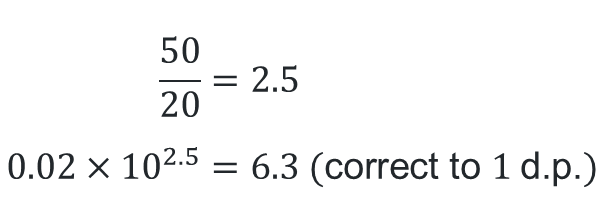 50/20 = 2.5
0.02 × 10^2.5 = 6.3 (correct to 1 d.p.)